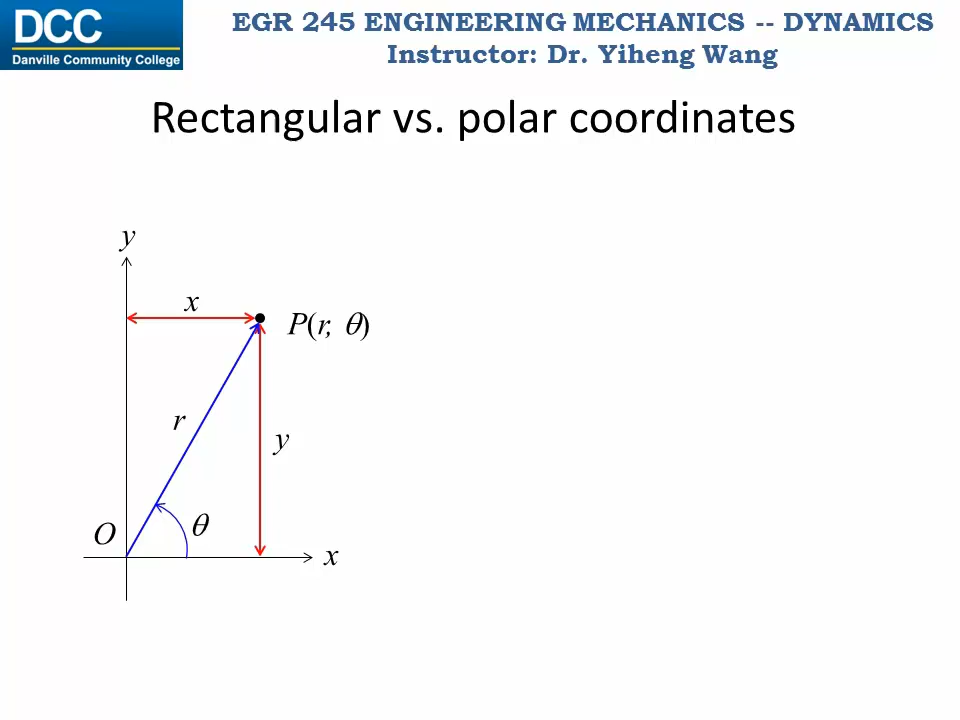 DCC
Danville Community College
EGR 245 ENGINEERING MECHANICS -- DYNAMICS
Instructor: Dr. Yiheng Wang
Rectangular vs. polar coordinates
y
x
P(r, θ)
r
y
O
θ
x